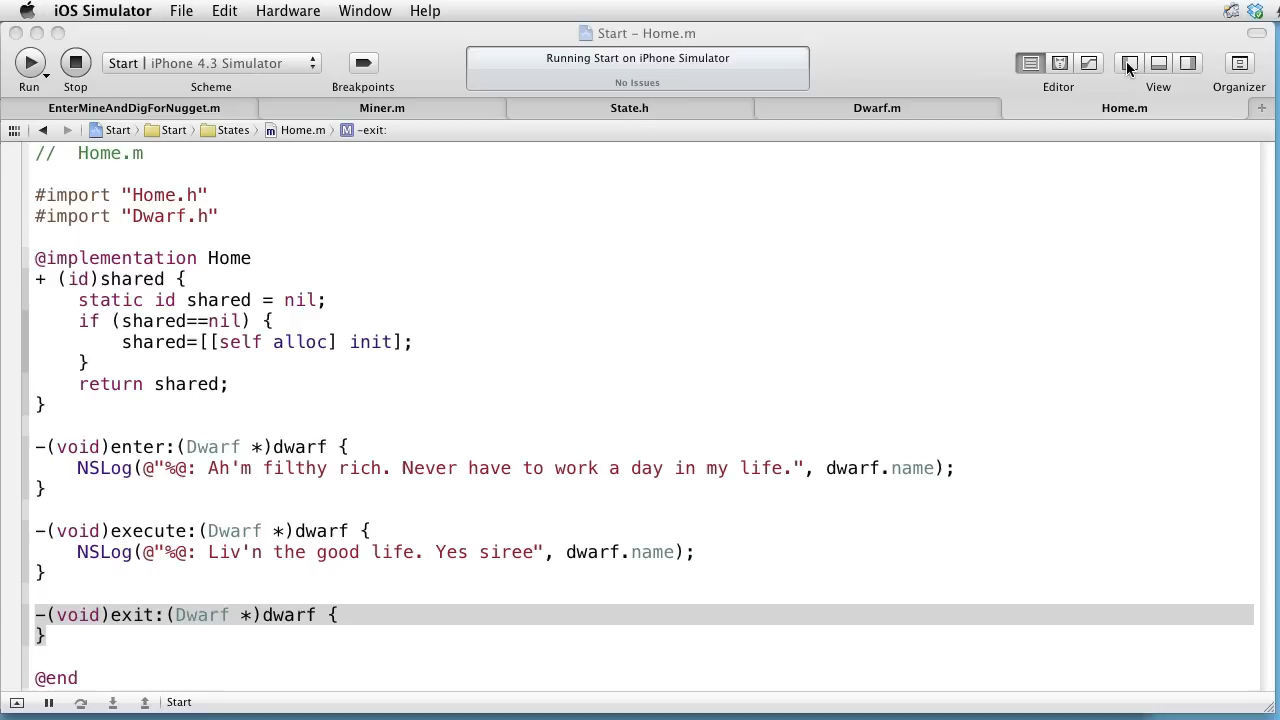 iOS Simulator File Edit Hardware Window Help
Start – Home.m
Start | iPhone 4.3 Simulator
Running Start on iPhone Simulator
No Issues
Run Stop Scheme Breakpoints Editor View Organizer
EnterMineAndDigForNugget.m Miner.m State.h Dwarf.m Home.m
Start Start States Home.m M -exit:
//  Home.m
#import "Home.h"
#import "Dwarf.h"
@implementation Home
+ (id)shared {
    static id shared = nil;
    if (shared==nil) {
        shared=[[self alloc] init];
    }
    return shared;
}
-(void)enter:(Dwarf *)dwarf {
    NSLog(@"%@: Ah'm filthy rich. Never have to work a day in my life.", dwarf.name);
}
-(void)execute:(Dwarf *)dwarf {
    NSLog(@"%@: Liv'n the good life. Yes siree", dwarf.name);
}
-(void)exit:(Dwarf *)dwarf {
}
@end
Start